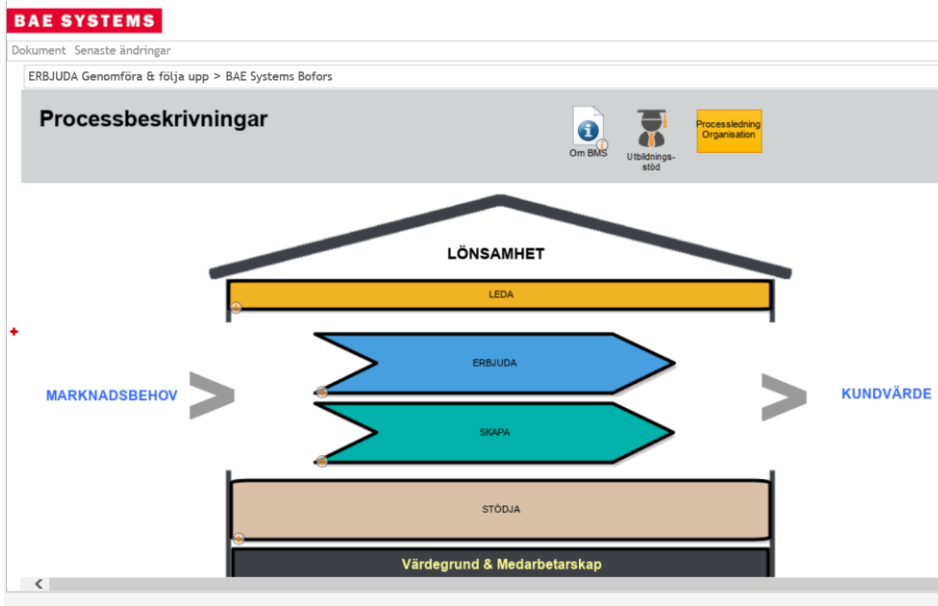 BAE SYSTEMS
Dokument Senaste ändringar
ERBJUDA Genomföra & följa upp > BAE Systems Bofors
Processbeskrivningar
Om BMS
Utbildnings-
stöd
Processledning
Organisation
LÖNSAMHET
LEDA
ERBJUDA
MARKNADSBEHOV
>
>
KUNDVÄRDE
SKAPA
STÖDJA
Värdegrund & Medarbetarskap